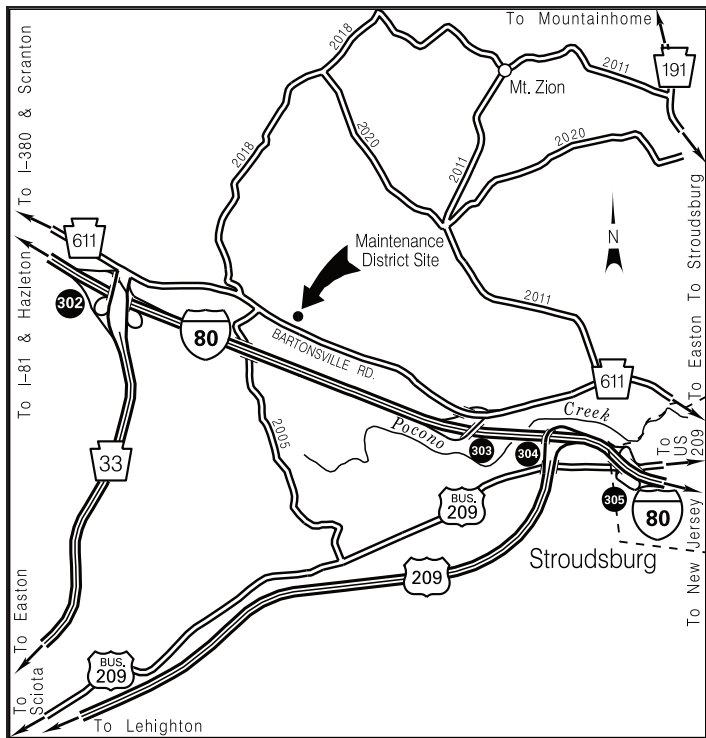 To Mountainhome
191
2018
2011
Mt. Zion
2020
2020
2018
2011
To I-380 & Scranton
611
Maintenance
District Site
N
To Easton To Stroudsburg
302
To I-81 & Hazleton
80
2011
BARTONSVILLE RD.
611
Creek
Pocono
2005
33
303
304
To
US
209
BUS.
209
305
80
Stroudsburg
209
To New Jersey
To Easton
BUS.
209
To
Sciota
To Lehighton